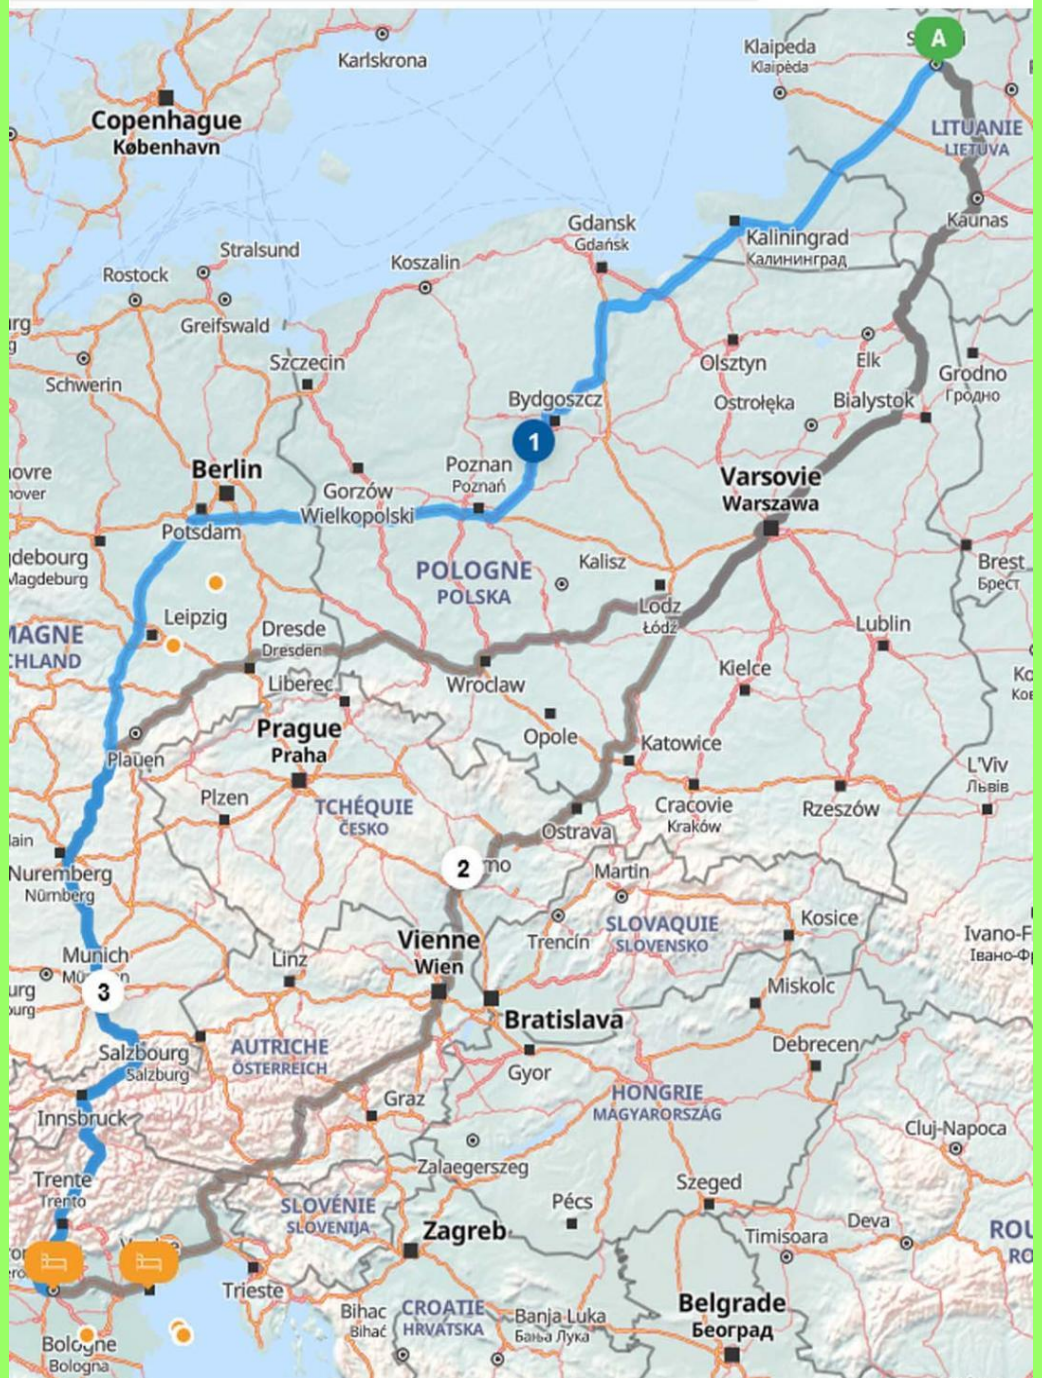 Karlskrona
Klaipeda
Klaipėda
A
Copenhague
København
LITUANIE
LIETUVA
Kaunas
Gdansk
Gdańsk
Kaliningrad
Калининград
Stralsund
Koszalin
Rostock
Greifswald
Schwerin
Szczecin
Olsztyn
Elk
Grodno
Гродно
Bydgoszcz
Ostrołęka
Bialystok
1
Berlin
Poznan
Poznań
Gorzów
Wielkopolski
Varsovie
Warszawa
Potsdam
Magdeburg
POLOGNE
POLSKA
Kalisz
Brest
Брест
Leipzig
Lodz
Łódź
Dresde
Dresden
Lublin
Liberec
Wroclaw
Kielce
Prague
Praha
Opole
Katowice
Plauen
L'Viv
Львів
Plzen
TCHÉQUIE
ČESKO
Cracovie
Kraków
Rzeszów
Ostrava
2
Martin
Nuremberg
Nürnberg
SLOVAQUIE
SLOVENSKO
Kosice
Trencín
Vienne
Wien
Linz
Munich
3
Miskolc
Bratislava
Salzbourg
Salzburg
AUTRICHE
ÖSTERREICH
Gyor
Debrecen
HONGRIE
MAGYARORSZÁG
Graz
Innsbruck
Cluj-Napoca
Zalaegerszeg
Trente
Trento
SLOVÉNIE
SLOVENIJA
Pécs
Szeged
Zagreb
Timisoara
Deva
Trieste
Bihac
Bihać
CROATIE
HRVATSKA
Banja Luka
Бања Лука
Belgrade
Београд
Bologne
Bologna